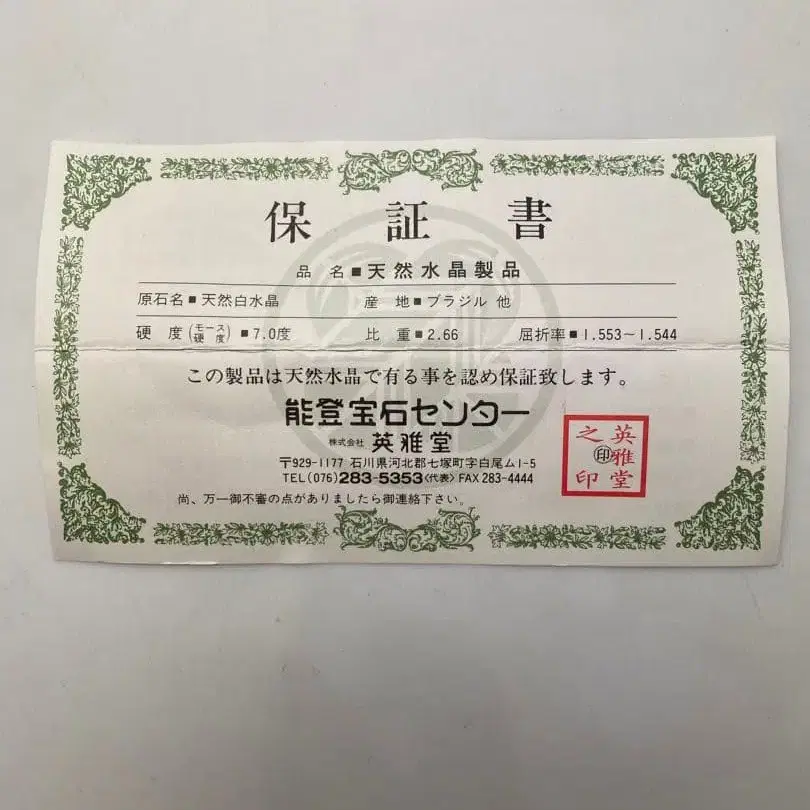 保証書
品名■天然水晶製品
原石名■天然白水晶 産地■ブラジル 他
硬度(モース硬度)■7.0度 比重■2.66 屈折率■1.553～1.544
この製品は天然水晶で有る事を認め保証致します。
能登宝石センター
株式会社 英雅堂
〒929-1177 石川県河北郡七塚町字白尾ム1-5
TEL(076)283-5353〈代表〉FAX 283-4444
尚、万一御不審の点がありましたら御連絡下さい。
英雅堂
之印
㊞